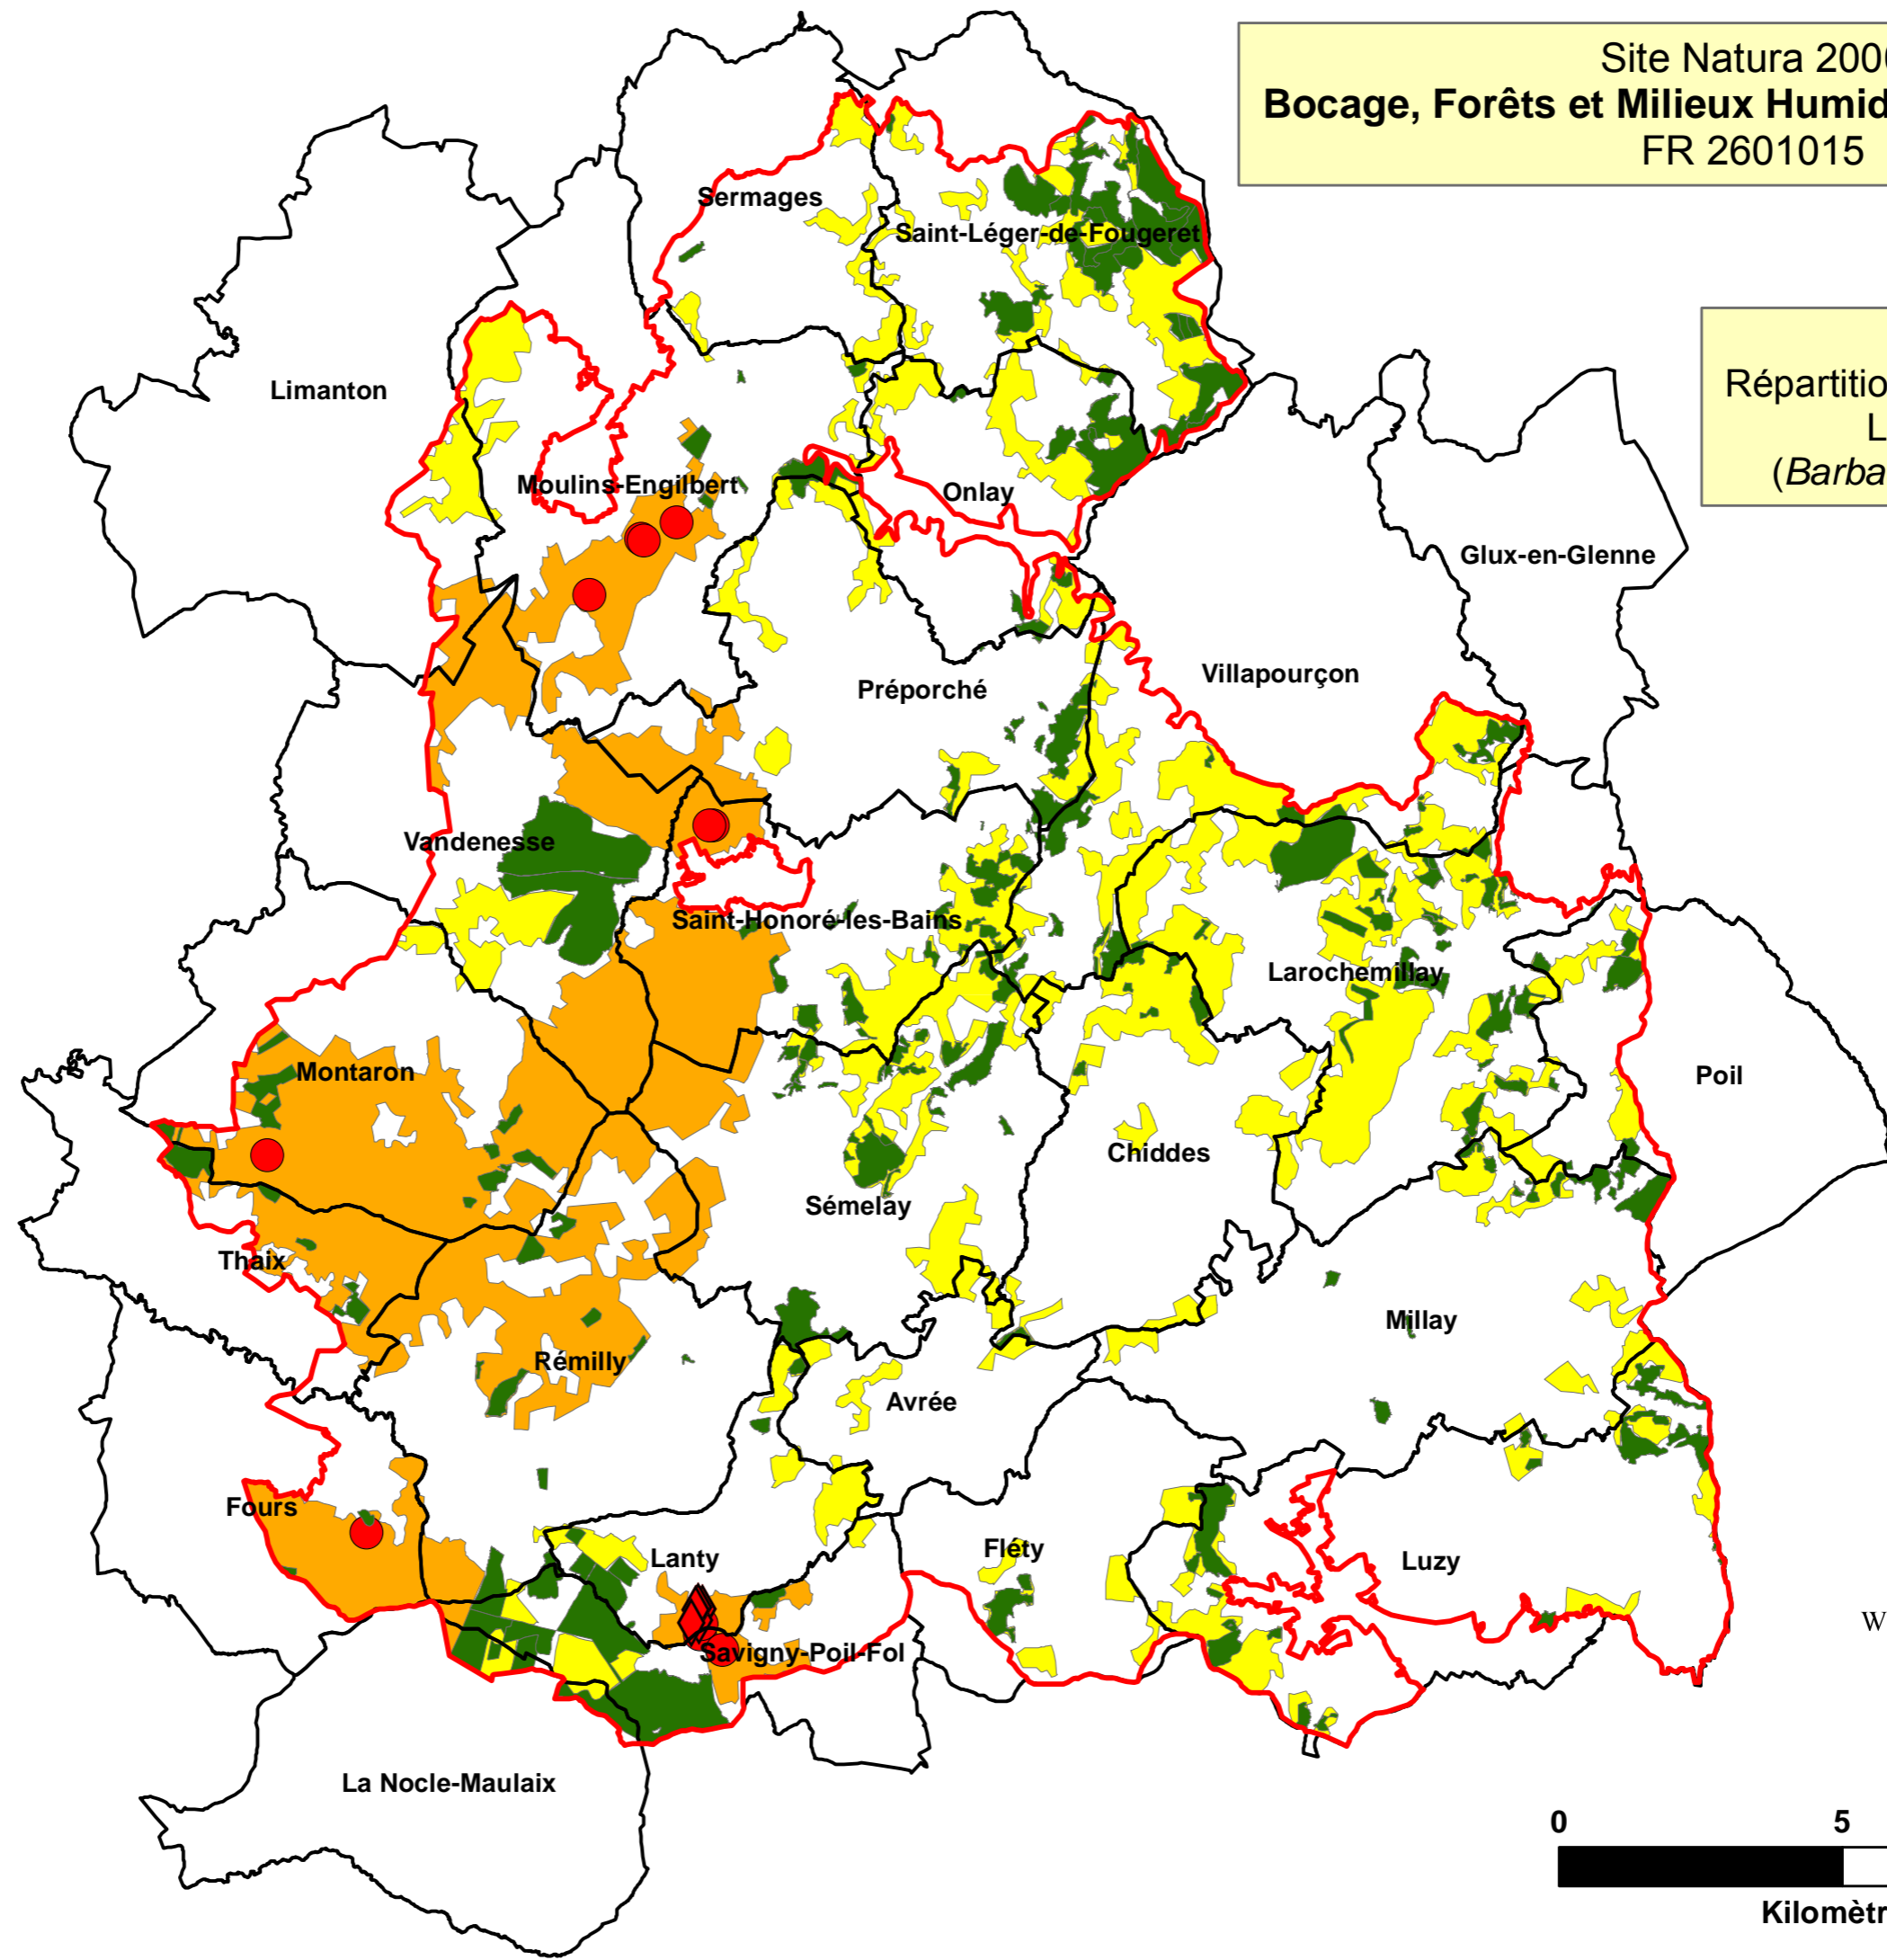 Site Natura 2000
Bocage, Forêts et Milieux Humid
FR 2601015
Répartitio
L
(Barba
Sermages
Saint-Léger-de-Fougeret
Limanton
Moulins-Engilbert
Onlay
Glux-en-Glenne
Villapourçon
Préporché
Vandenesse
Saint-Honoré-les-Bains
Larochemillay
Montaron
Poil
Chiddes
Sémelay
Thaix
Millay
Rémilly
Avrée
Fours
Fléty
Lanty
Luzy
W
Savigny-Poil-Fol
La Nocle-Maulaix
0 5
Kilomètr